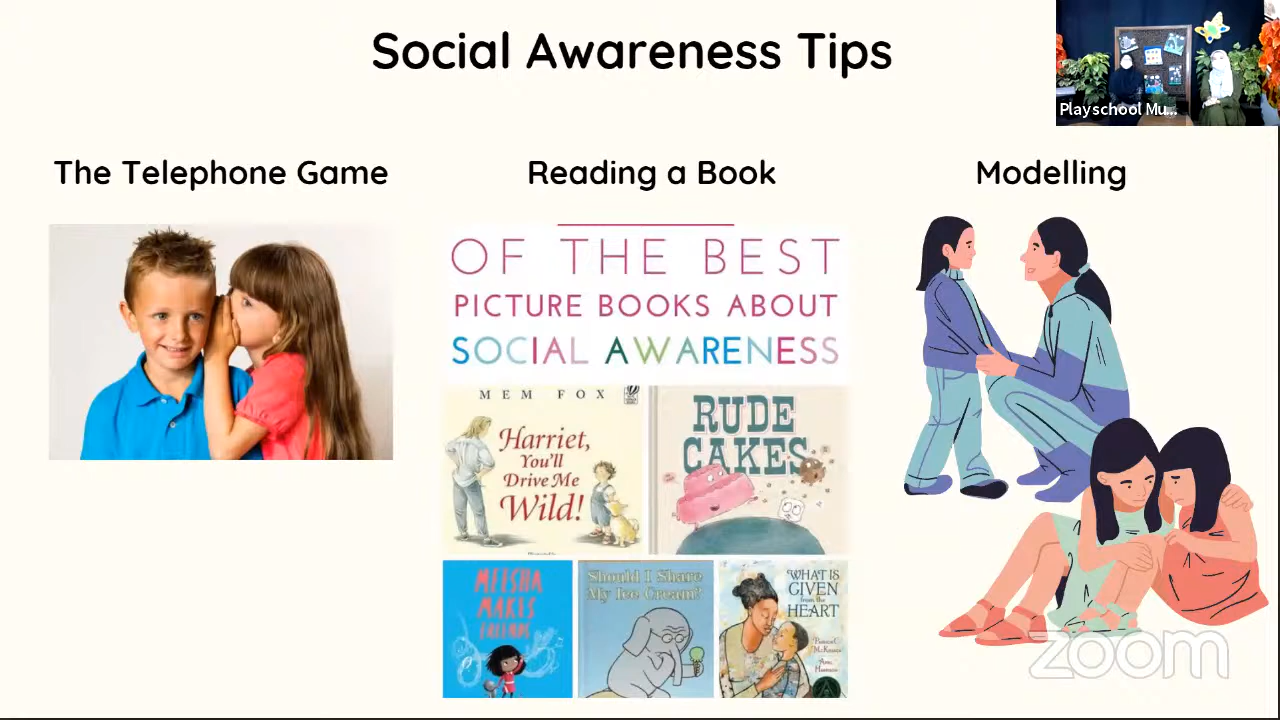 Social Awareness Tips
Playschool Mu...
The Telephone Game
Reading a Book
Modelling
OF THE BEST
PICTURE BOOKS ABOUT
SOCIAL AWARENESS
MEM FOX
Harriet,
You'll
Drive Me
Wild!
RUDE
CAKES
MEESHA
MAKES
FRIENDS
Should I Share
My Ice Cream?
WHAT IS
GIVEN
from the
HEART
zoom